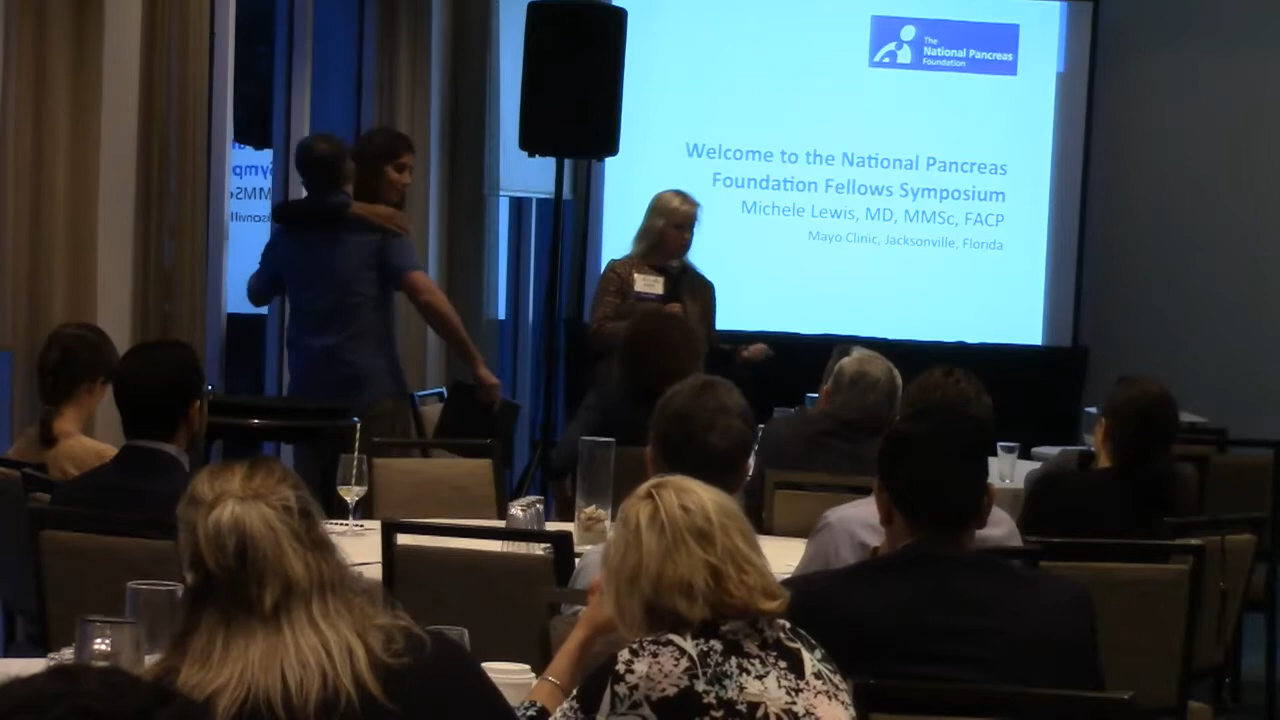 The
National Pancreas
Foundation
Welcome to the National Pancreas
Foundation Fellows Symposium
Michele Lewis, MD, MMSc, FACP
Mayo Clinic, Jacksonville, Florida